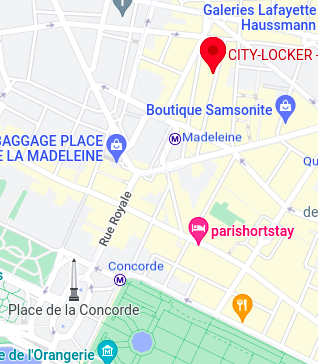 Galeries Lafayette
Haussmann
CITY-LOCKER -
Boutique Samsonite
Madeleine
BAGGAGE PLACE
E LA MADELEINE
Qu
Rue Royale
de
parishortstay
s
Concorde
Place de la Concorde
e de l'Orangerie